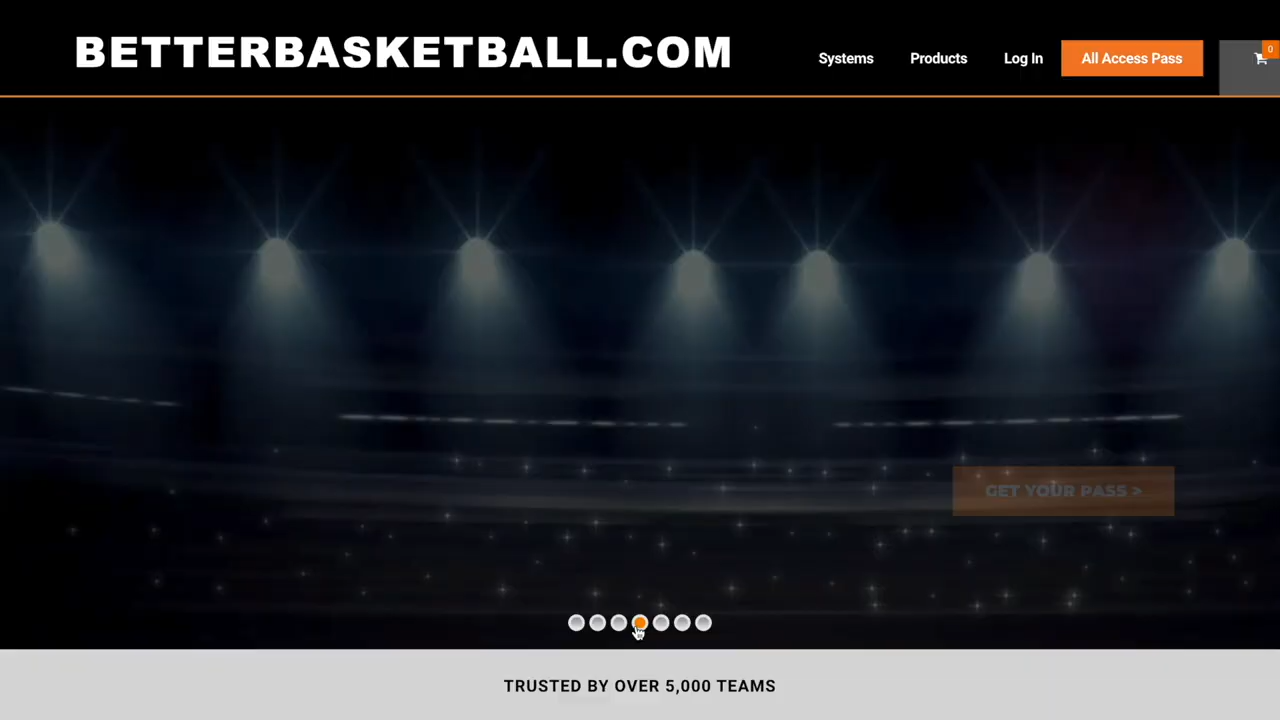 BETTERBASKETBALL.COM
Systems
Products
Log In
All Access Pass
0
GET YOUR PASS >
TRUSTED BY OVER 5,000 TEAMS